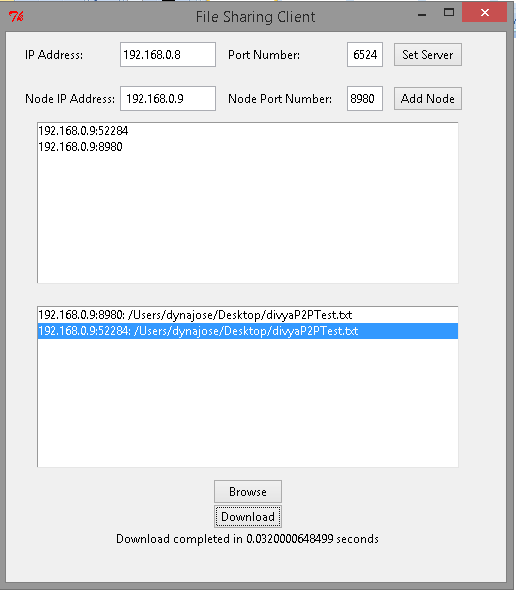 File Sharing Client
IP Address: 192.168.0.8 Port Number: 6524 Set Server
Node IP Address: 192.168.0.9 Node Port Number: 8980 Add Node
192.168.0.9:52284
192.168.0.9:8980
192.168.0.9:8980: /Users/dynajose/Desktop/divyaP2PTest.txt
192.168.0.9:52284: /Users/dynajose/Desktop/divyaP2PTest.txt
Browse
Download
Download completed in 0.0320000648499 seconds